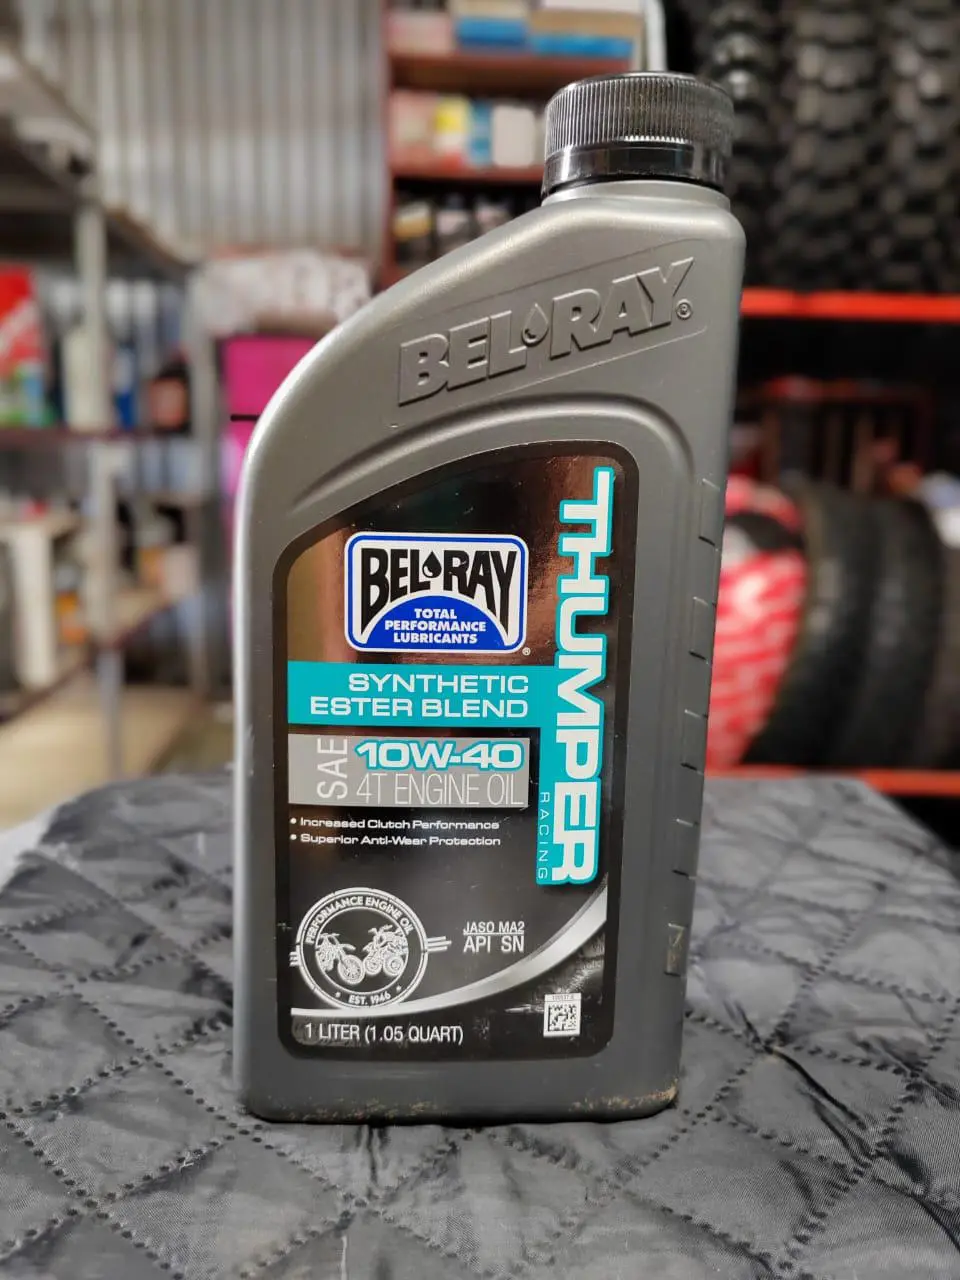 BEL RAY®
BEL RAY®
TOTAL
PERFORMANCE
LUBRICANTS
THUMPER
RACING
SYNTHETIC
ESTER BLEND
SAE 10W-40
4T ENGINE OIL
• Increased Clutch Performance
• Superior Anti-Wear Protection
PERFORMANCE ENGINE OIL
• EST. 1946 •
JASO MA2
API SN
1 LITER (1.05 QUART)